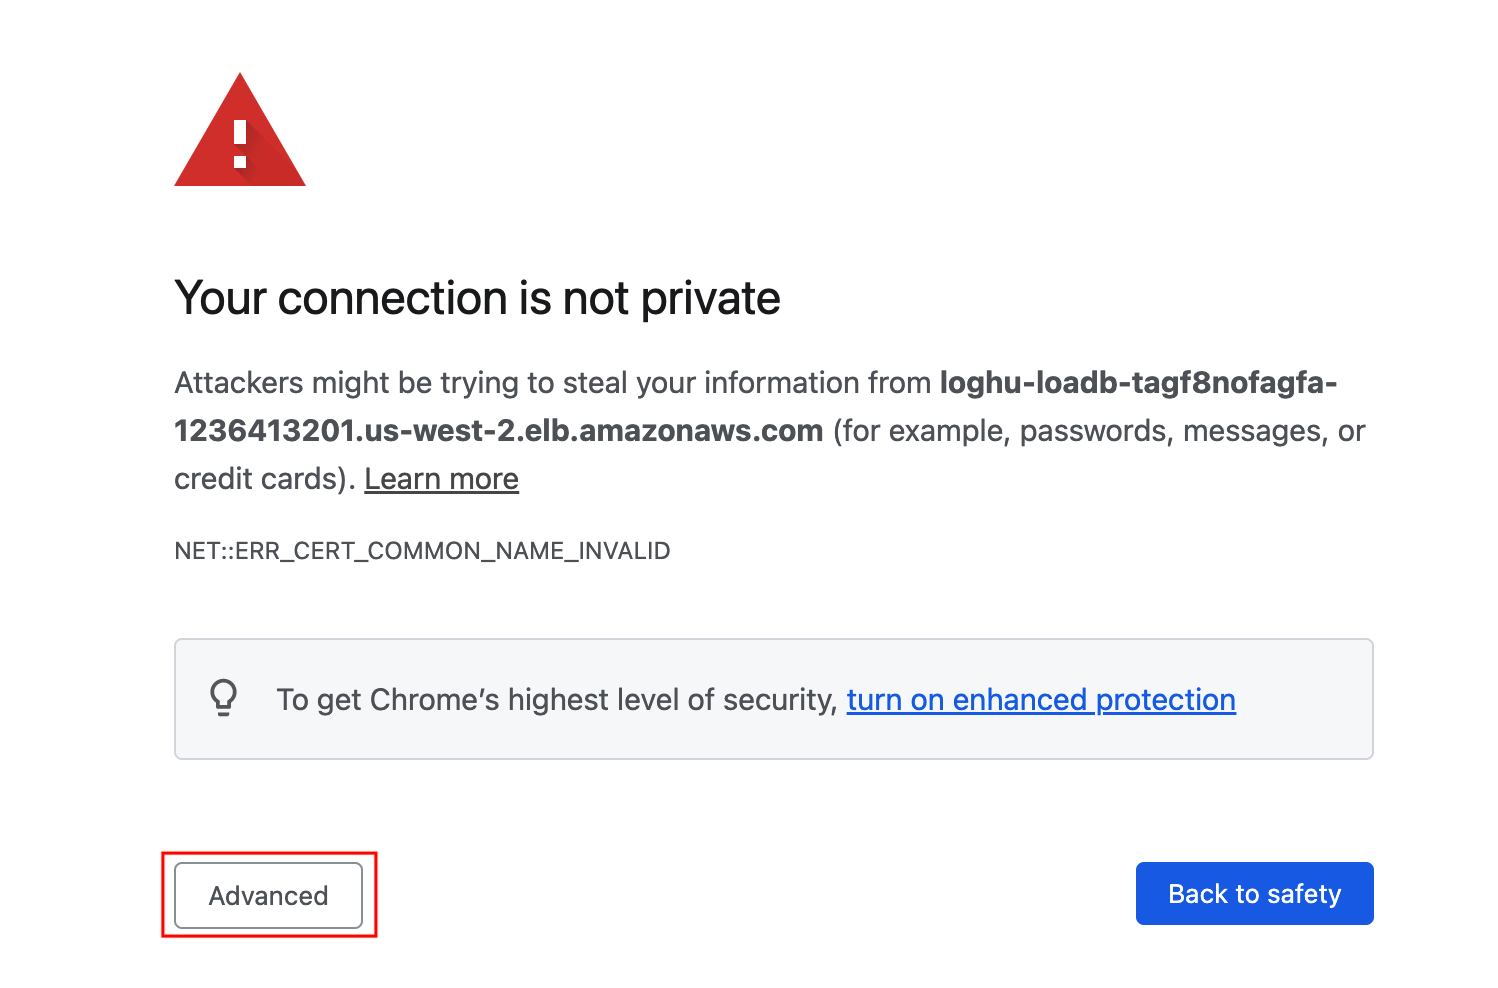 Your connection is not private
Attackers might be trying to steal your information from loghu-loadb-tagf8nofagfa-
1236413201.us-west-2.elb.amazonaws.com (for example, passwords, messages, or
credit cards). Learn more
NET::ERR_CERT_COMMON_NAME_INVALID
To get Chrome’s highest level of security, turn on enhanced protection
Advanced
Back to safety